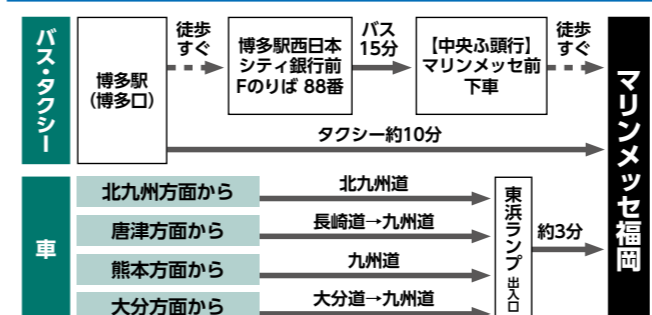 バス・タクシー
博多駅
（博多口）
徒歩
すぐ
博多駅西日本
シティ銀行前
Fのりば 88番
バス
15分
【中央ふ頭行】
マリンメッセ前
下車
徒歩
すぐ
タクシー約10分
マリンメッセ福岡
車
北九州方面から
北九州道
唐津方面から
長崎道→九州道
熊本方面から
九州道
大分方面から
大分道→九州道
東浜ランプ 出入口
約3分